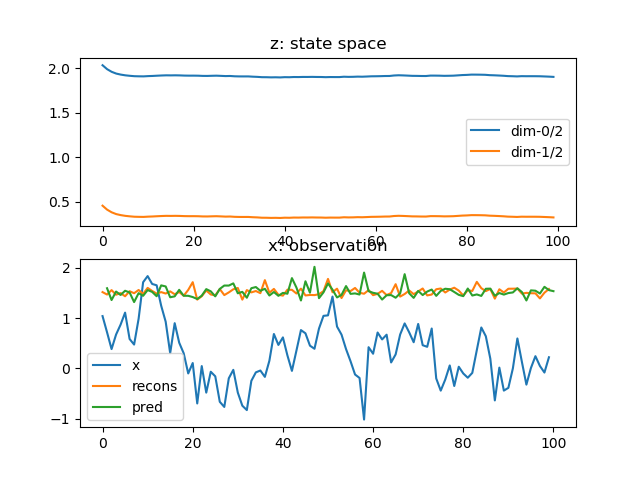 z: state space
2.0
1.5
1.0
0.5
dim-0/2
dim-1/2
0 20 40 60 80 100
x: observation
2
1
0
−1
x
recons
pred
0 20 40 60 80 100